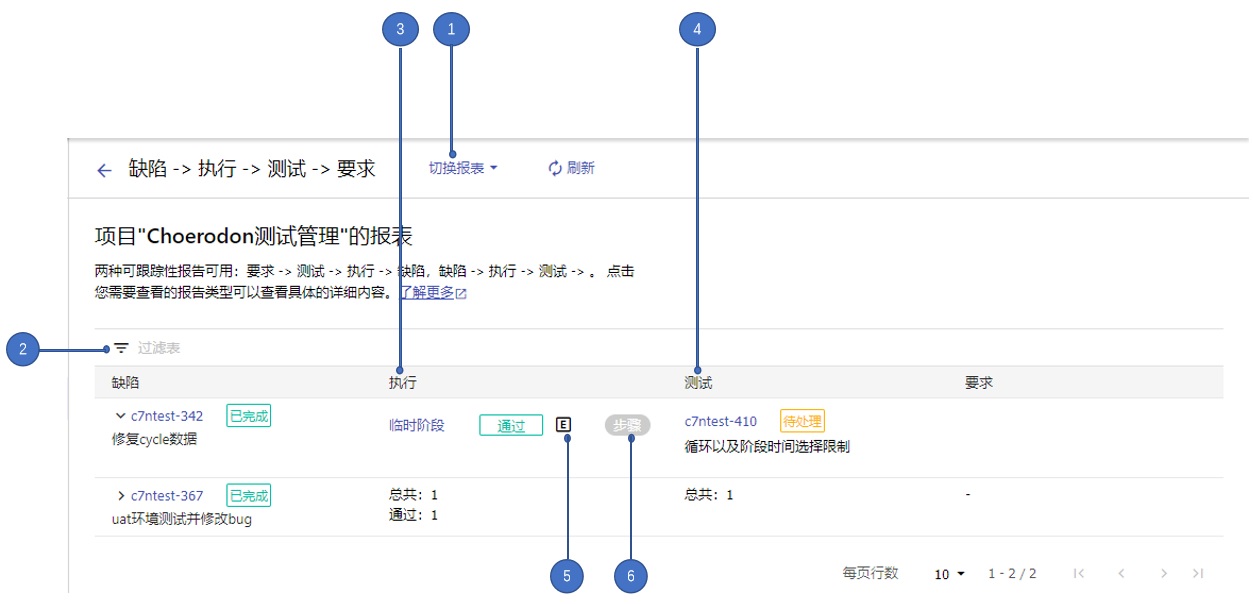 3 1 4
缺陷 -> 执行 -> 测试 -> 要求 切换报表 刷新
项目"Choerodon测试管理"的报表
两种可跟踪性报告可用：要求 -> 测试 -> 执行 -> 缺陷，缺陷 -> 执行 -> 测试 -> 。 点击
您需要查看的报告类型可以查看具体的详细内容。了解更多
2 过滤表
缺陷 执行 测试 要求
c7ntest-342 已完成 临时阶段 通过 E 步骤 c7ntest-410 待处理
修复cycle数据 循环以及阶段时间选择限制
c7ntest-367 已完成 总共：1 总共：1 -
uat环境测试并修改bug 通过：1
5 6 每页行数 10 1 - 2 / 2